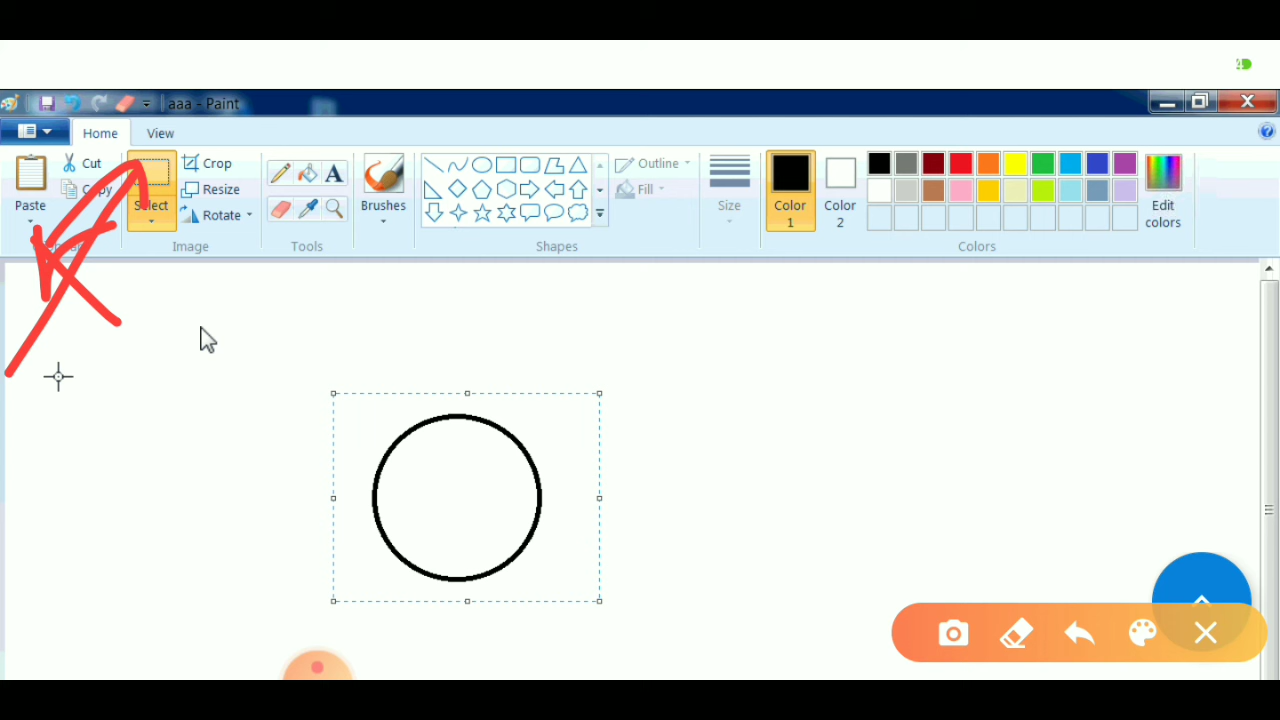 aaa - Paint
Home View
Cut
Copy
Paste
Select
Crop
Resize
Rotate
Image
A
Tools
Brushes
Shapes
Outline
Fill
Size
Color 1
Color 2
Edit colors
Colors